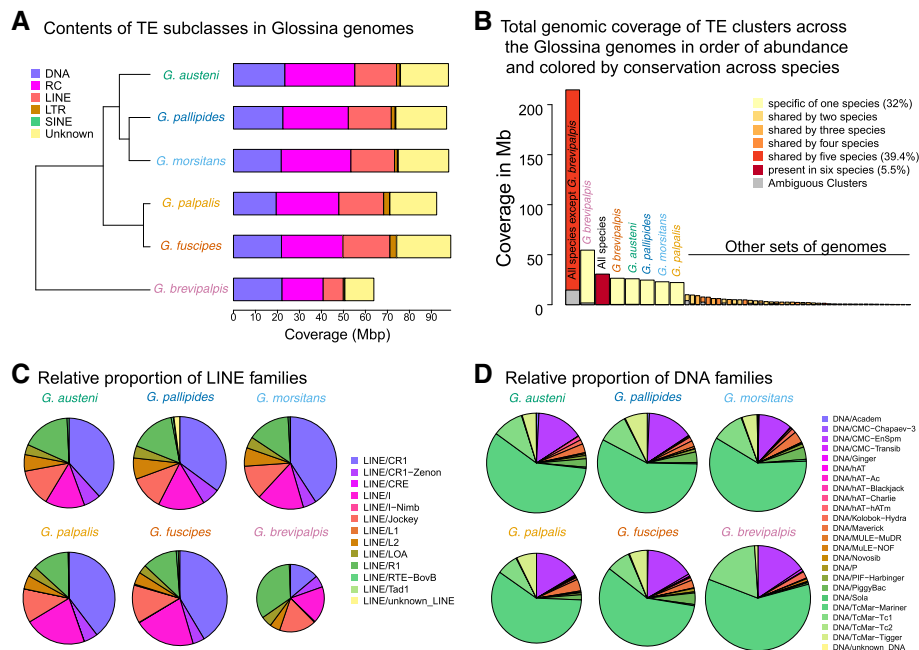 A Contents of TE subclasses in Glossina genomes
DNA
RC
LINE
LTR
SINE
Unknown
G. austeni
G. pallipides
G. morsitans
G. palpalis
G. fuscipes
G. brevipalpis
0 10 20 30 40 50 60 70 80 90
Coverage (Mbp)
B Total genomic coverage of TE clusters across
the Glossina genomes in order of abundance
and colored by conservation across species
Coverage in Mb
200
150
100
50
0
All species except G. brevipalpis
G brevipalpis
All species
G brevipalpis
G. austeni
G. pallipides
G. morsitans
G. palpalis
specific of one species (32%)
shared by two species
shared by three species
shared by four species
shared by five species (39.4%)
present in six species (5.5%)
Ambiguous Clusters
Other sets of genomes
C Relative proportion of LINE families
G. austeni G. pallipides G. morsitans
G. palpalis G. fuscipes G. brevipalpis
LINE/CR1
LINE/CR1−Zenon
LINE/CRE
LINE/I
LINE/I−Nimb
LINE/Jockey
LINE/L1
LINE/L2
LINE/LOA
LINE/R1
LINE/RTE−BovB
LINE/Tad1
LINE/unknown_LINE
D Relative proportion of DNA families
G. austeni G. pallipides G. morsitans
G. palpalis G. fuscipes G. brevipalpis
DNA/Academ
DNA/CMC−Chapaev−3
DNA/CMC−EnSpm
DNA/CMC−Transib
DNA/Ginger
DNA/hAT
DNA/hAT−Ac
DNA/hAT−Blackjack
DNA/hAT−Charlie
DNA/hAT−hATm
DNA/Kolobok−Hydra
DNA/Maverick
DNA/MULE−MuDR
DNA/MuLE−NOF
DNA/Novosib
DNA/P
DNA/PIF−Harbinger
DNA/PiggyBac
DNA/Sola
DNA/TcMar−Mariner
DNA/TcMar−Tc1
DNA/TcMar−Tc2
DNA/TcMar−Tigger
DNA/unknown_DNA